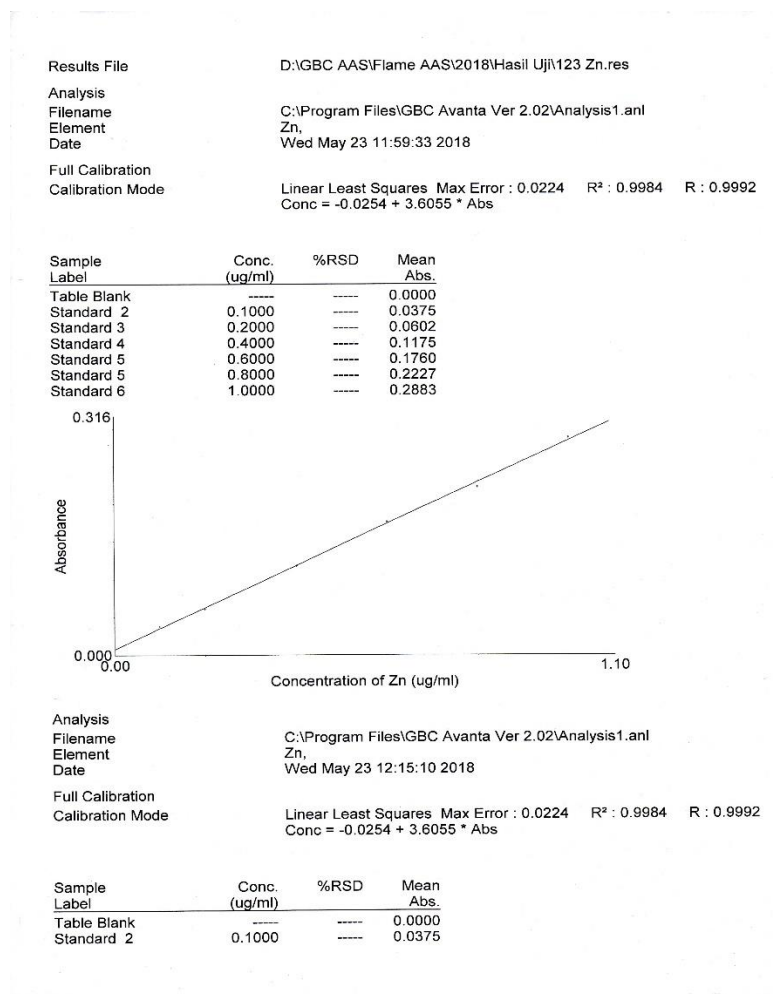 Results File D:\GBC AAS\Flame AAS\2018\Hasil Uji\123 Zn.res
Analysis
Filename C:\Program Files\GBC Avanta Ver 2.02\Analysis1.anl
Element Zn,
Date Wed May 23 11:59:33 2018
Full Calibration
Calibration Mode Linear Least Squares Max Error : 0.0224 R² : 0.9984 R : 0.9992
Conc = -0.0254 + 3.6055 * Abs
Sample Conc. %RSD Mean
Label (ug/ml) Abs.
Table Blank ----- ----- 0.0000
Standard 2 0.1000 ----- 0.0375
Standard 3 0.2000 ----- 0.0602
Standard 4 0.4000 ----- 0.1175
Standard 5 0.6000 ----- 0.1760
Standard 5 0.8000 ----- 0.2227
Standard 6 1.0000 ----- 0.2883
0.316
Absorbance
0.000
0.00 1.10
Concentration of Zn (ug/ml)
Analysis
Filename C:\Program Files\GBC Avanta Ver 2.02\Analysis1.anl
Element Zn,
Date Wed May 23 12:15:10 2018
Full Calibration
Calibration Mode Linear Least Squares Max Error : 0.0224 R² : 0.9984 R : 0.9992
Conc = -0.0254 + 3.6055 * Abs
Sample Conc. %RSD Mean
Label (ug/ml) Abs.
Table Blank ----- ----- 0.0000
Standard 2 0.1000 ----- 0.0375